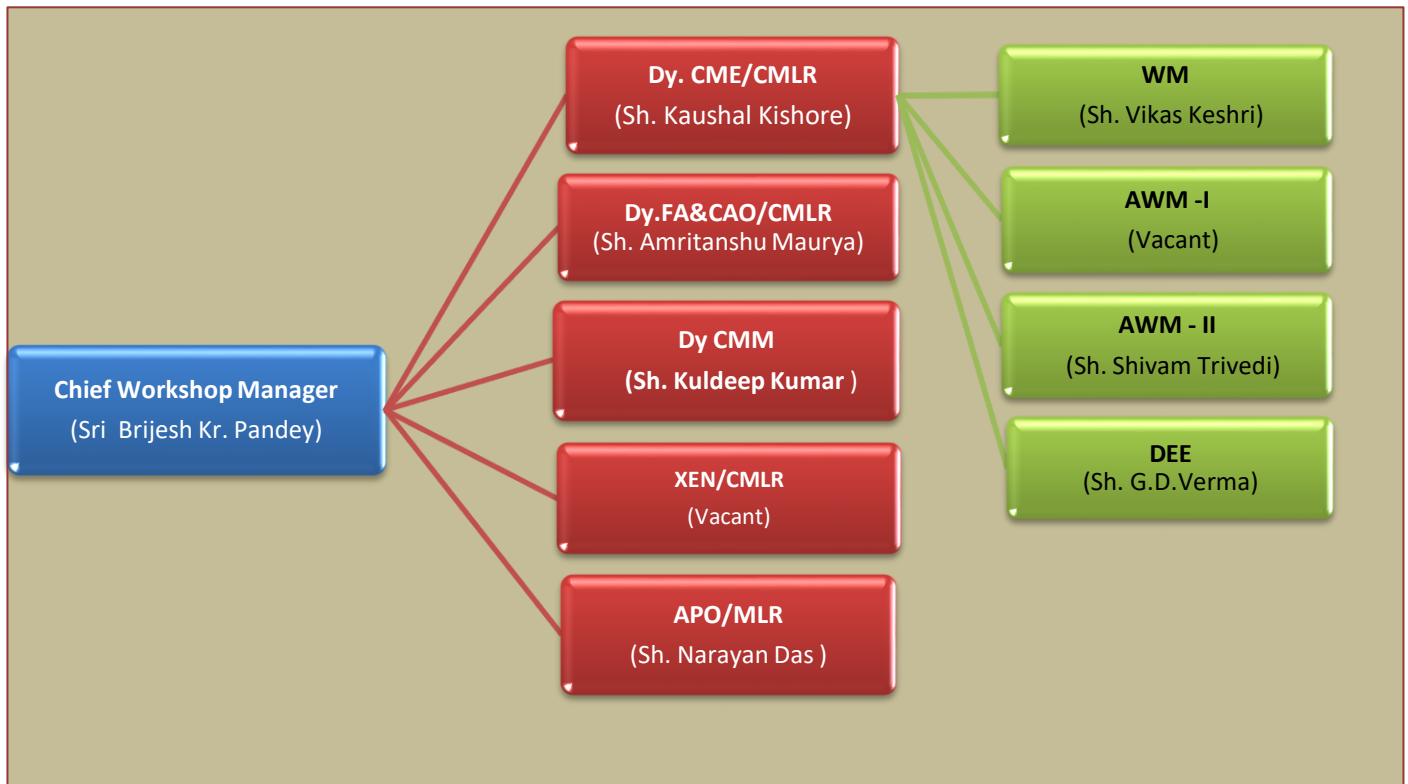 Chief Workshop Manager
(Sri Brijesh Kr. Pandey)
Dy. CME/CMLR
(Sh. Kaushal Kishore)
Dy.FA&CAO/CMLR
(Sh. Amritanshu Maurya)
Dy CMM
(Sh. Kuldeep Kumar )
XEN/CMLR
(Vacant)
APO/MLR
(Sh. Narayan Das )
WM
(Sh. Vikas Keshri)
AWM -I
(Vacant)
AWM - II
(Sh. Shivam Trivedi)
DEE
(Sh. G.D.Verma)